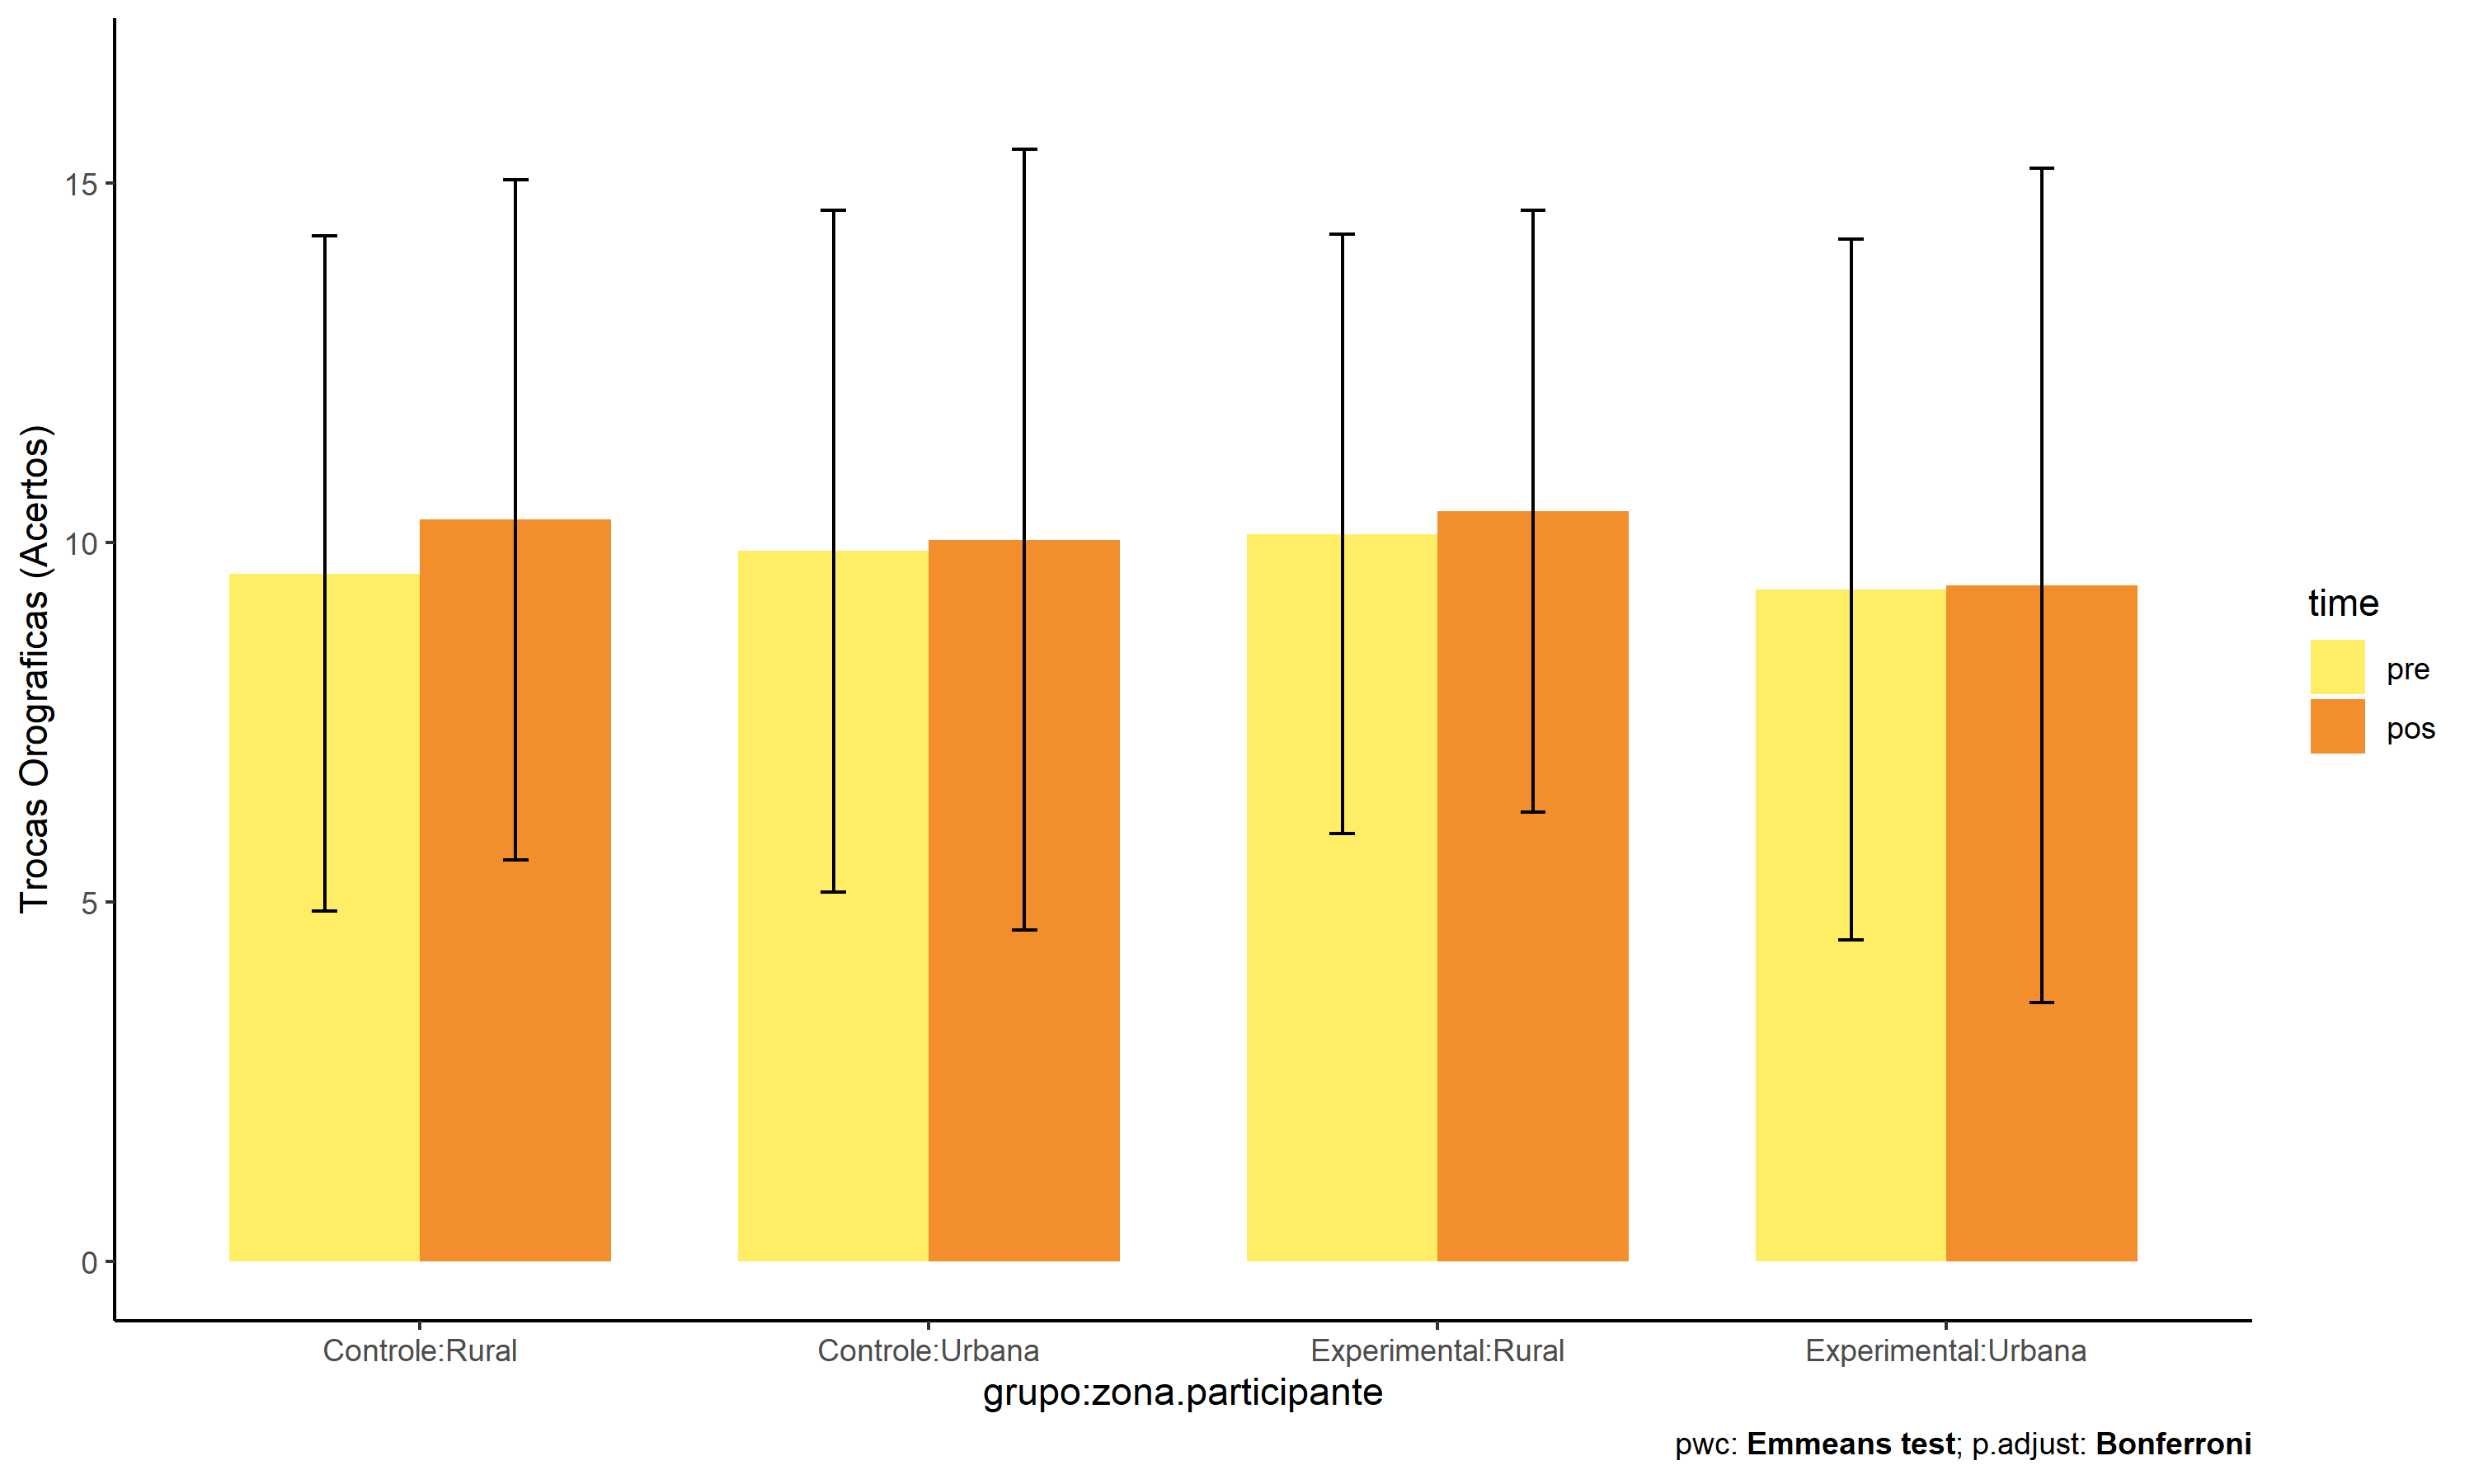 Trocas Orograficas (Acertos)
15
10
5
0
Controle:Rural
Controle:Urbana
Experimental:Rural
Experimental:Urbana
grupo:zona.participante
time
pre
pos
pwc: Emmeans test; p.adjust: Bonferroni